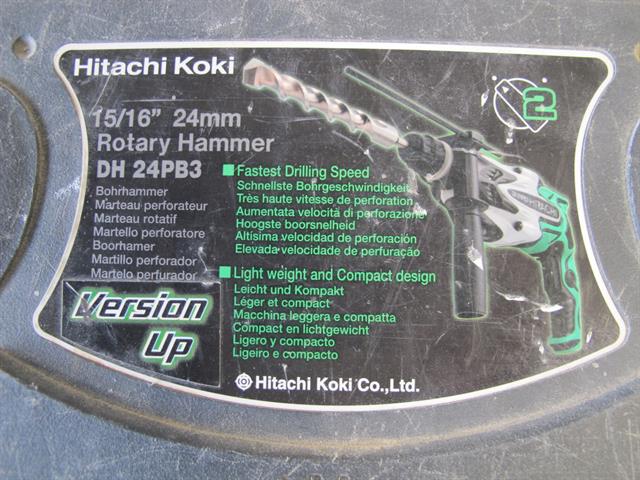 Hitachi Koki
15/16" 24mm
Rotary Hammer
DH 24PB3
Bohrhammer
Marteau perforateur
Marteau rotatif
Martello perforatore
Boorhamer
Martillo perforador
Martelo perfurador
Version
Up
Fastest Drilling Speed
Schnellste Bohrgeschwindigkeit
Très haute vitesse de perforation
Aumentata velocità di perforazione
Hoogste boorsnelheid
Altisima velocidad de perforación
Elevada velocidade de perfuração
Light weight and Compact design
Leicht und Kompakt
Léger et compact
Macchina leggera e compatta
Compact en lichtgewicht
Ligero y compacto
Ligeiro e compacto
Hitachi Koki Co.,Ltd.
2
HITACHI